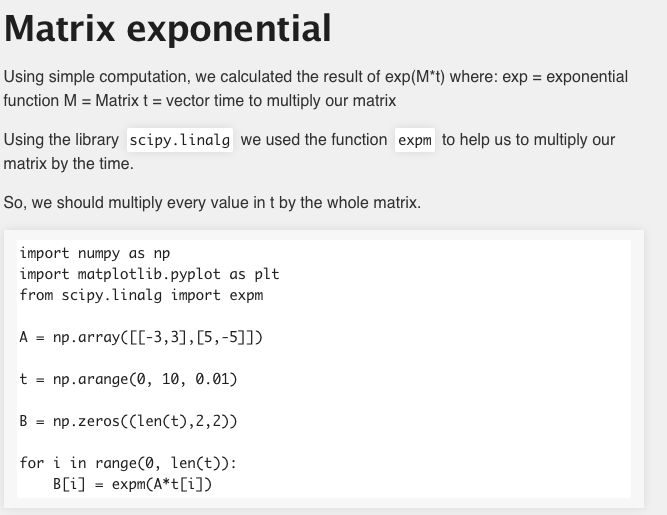 Matrix exponential
Using simple computation, we calculated the result of exp(M*t) where: exp = exponential
function M = Matrix t = vector time to multiply our matrix
Using the library scipy.linalg we used the function expm to help us to multiply our
matrix by the time.
So, we should multiply every value in t by the whole matrix.
import numpy as np
import matplotlib.pyplot as plt
from scipy.linalg import expm
A = np.array([[-3,3],[5,-5]])
t = np.arange(0, 10, 0.01)
B = np.zeros((len(t),2,2))
for i in range(0, len(t)):
    B[i] = expm(A*t[i])